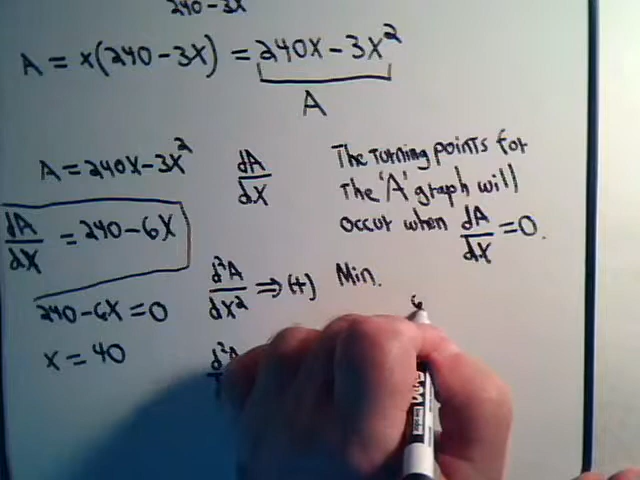 240-3X
A = x(240-3X) = 240X-3X²
A
A = 240X-3X²
dA/dX
The Turning points for
the 'A' graph will
occur when dA/dX = 0.
dA/dX = 240-6X
240-6X = 0
x = 40
d²A/dX² ⇒ (+) Min.
d²A